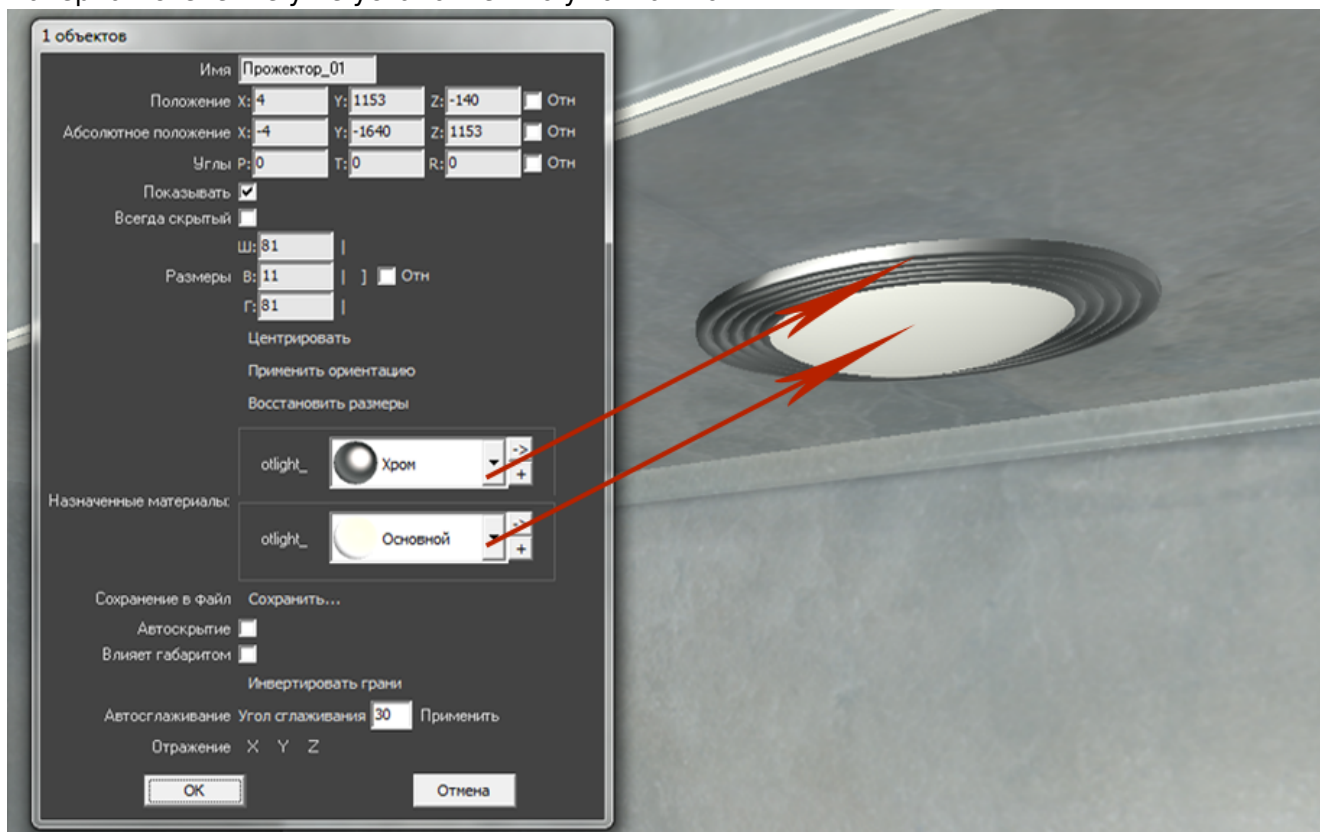 1 объектов
Имя Прожектор_01
Положение X: 4 Y: 1153 Z: -140 Отн
Абсолютное положение X: -4 Y: -1640 Z: 1153 Отн
Углы P: 0 T: 0 R: 0 Отн
Показывать
Всегда скрытый
Ш: 81 |
Размеры В: 11 | ] Отн
Г: 81 |
Центрировать
Применить ориентацию
Восстановить размеры
otlight_ Хром -> +
Назначенные материалы:
otlight_ Основной -> +
Сохранение в файл Сохранить...
Автоскрытие
Влияет габаритом
Инвертировать грани
Автосглаживание Угол сглаживания 30 Применить
Отражение X Y Z
OK Отмена